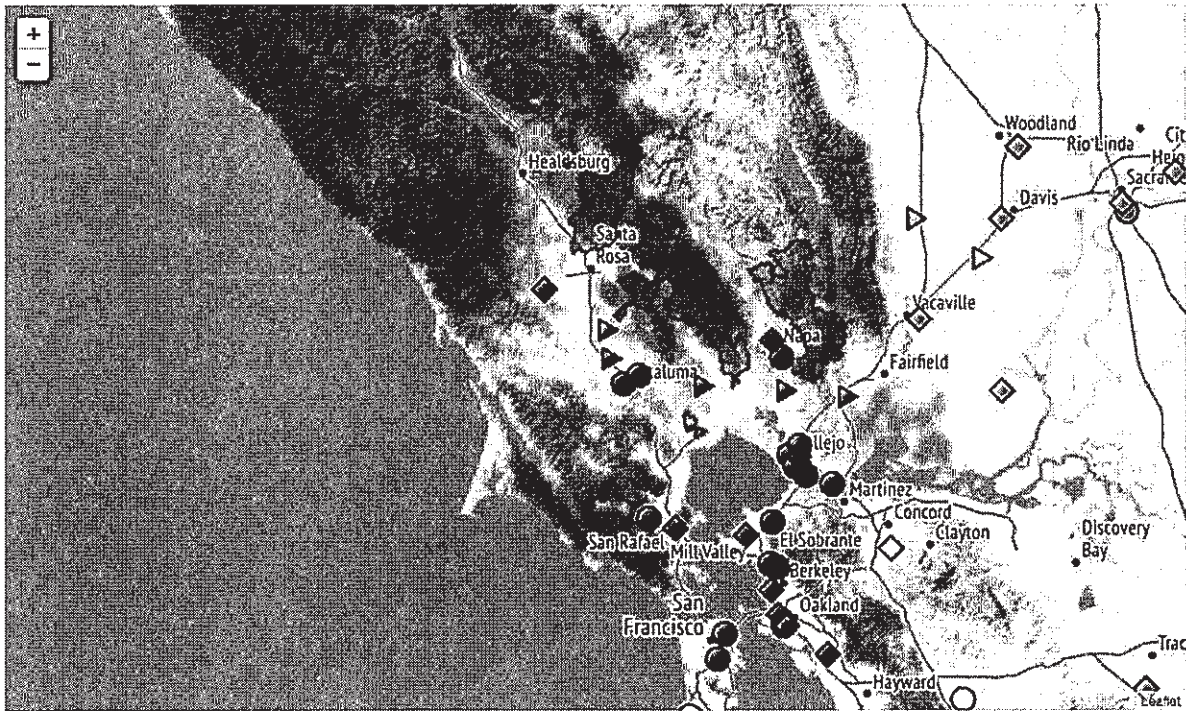 +
−
Woodland
Rio Linda
Healdsburg
Davis
Santa
Rosa
Vacaville
Napa
Fairfield
Martinez
Concord
Clayton
Discovery
Bay
San Rafael
Mill Valley
El Sobrante
Berkeley
San
Francisco
Oakland
Hayward
Leaflet